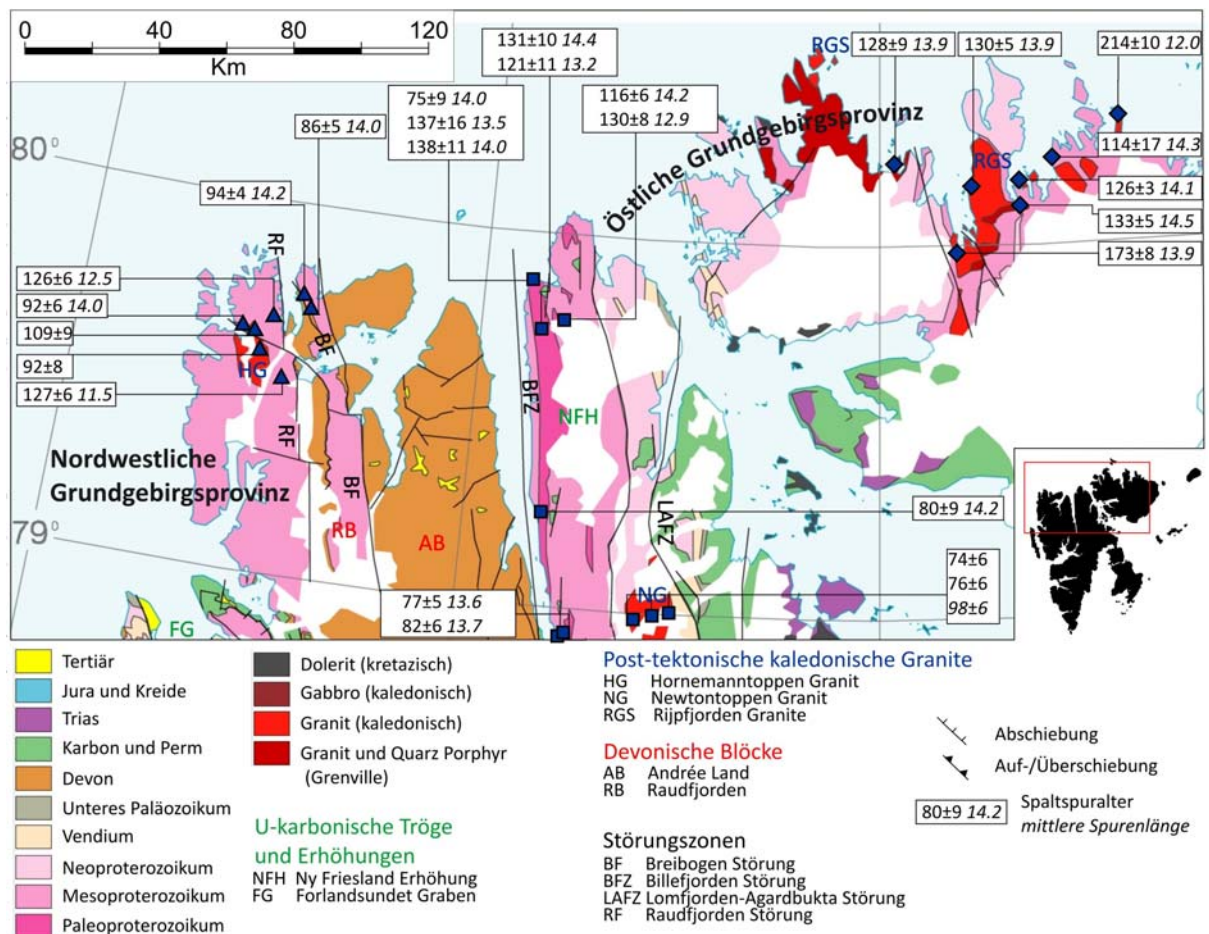 0 40 80 120
Km
131±10 14.4
121±11 13.2
RGS
128±9 13.9
130±5 13.9
214±10 12.0
75±9 14.0
137±16 13.5
138±11 14.0
116±6 14.2
130±8 12.9
86±5 14.0
80°
Östliche Grundgebirgsprovinz
RGS
114±17 14.3
94±4 14.2
126±3 14.1
133±5 14.5
RF
173±8 13.9
126±6 12.5
92±6 14.0
109±9
92±8
127±6 11.5
HG
BF
BFZ
NFH
RF
Nordwestliche
Grundgebirgsprovinz
BF
RB
AB
LAFZ
80±9 14.2
79°
74±6
76±6
98±6
NG
77±5 13.6
82±6 13.7
FG
Tertiär
Jura und Kreide
Trias
Karbon und Perm
Devon
Unteres Paläozoikum
Vendium
Neoproterozoikum
Mesoproterozoikum
Paleoproterozoikum
Dolerit (kretazisch)
Gabbro (kaledonisch)
Granit (kaledonisch)
Granit und Quarz Porphyr
(Grenville)
U-karbonische Tröge
und Erhöhungen
NFH Ny Friesland Erhöhung
FG Forlandsundet Graben
Post-tektonische kaledonische Granite
HG Hornemanntoppen Granit
NG Newtontoppen Granit
RGS Rijpfjorden Granite
Devonische Blöcke
AB Andrée Land
RB Raudfjorden
Störungszonen
BF Breibogen Störung
BFZ Billefjorden Störung
LAFZ Lomfjorden-Agardbukta Störung
RF Raudfjorden Störung
Abschiebung
Auf-/Überschiebung
80±9 14.2
Spaltspuralter
mittlere Spurenlänge